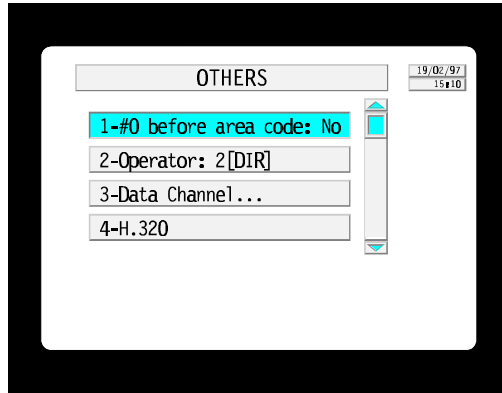 OTHERS
19/02/97
15:10
1-#0 before area code: No
2-Operator: 2[DIR]
3-Data Channel...
4-H.320